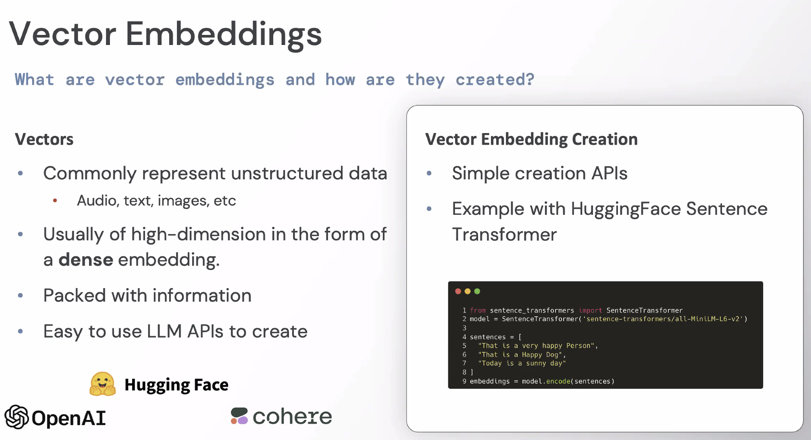 Vector Embeddings
What are vector embeddings and how are they created?
Vectors
• Commonly represent unstructured data
• Audio, text, images, etc
• Usually of high-dimension in the form of
a dense embedding.
• Packed with information
• Easy to use LLM APIs to create
Hugging Face
OpenAI
cohere
Vector Embedding Creation
• Simple creation APIs
• Example with HuggingFace Sentence
Transformer
1 from sentence_transformers import SentenceTransformer
2 model = SentenceTransformer('sentence-transformers/all-MiniLM-L6-v2')
3
4 sentences = [
5 "That is a very happy Person",
6 "That is a Happy Dog",
7 "Today is a sunny day"
8 ]
9 embeddings = model.encode(sentences)